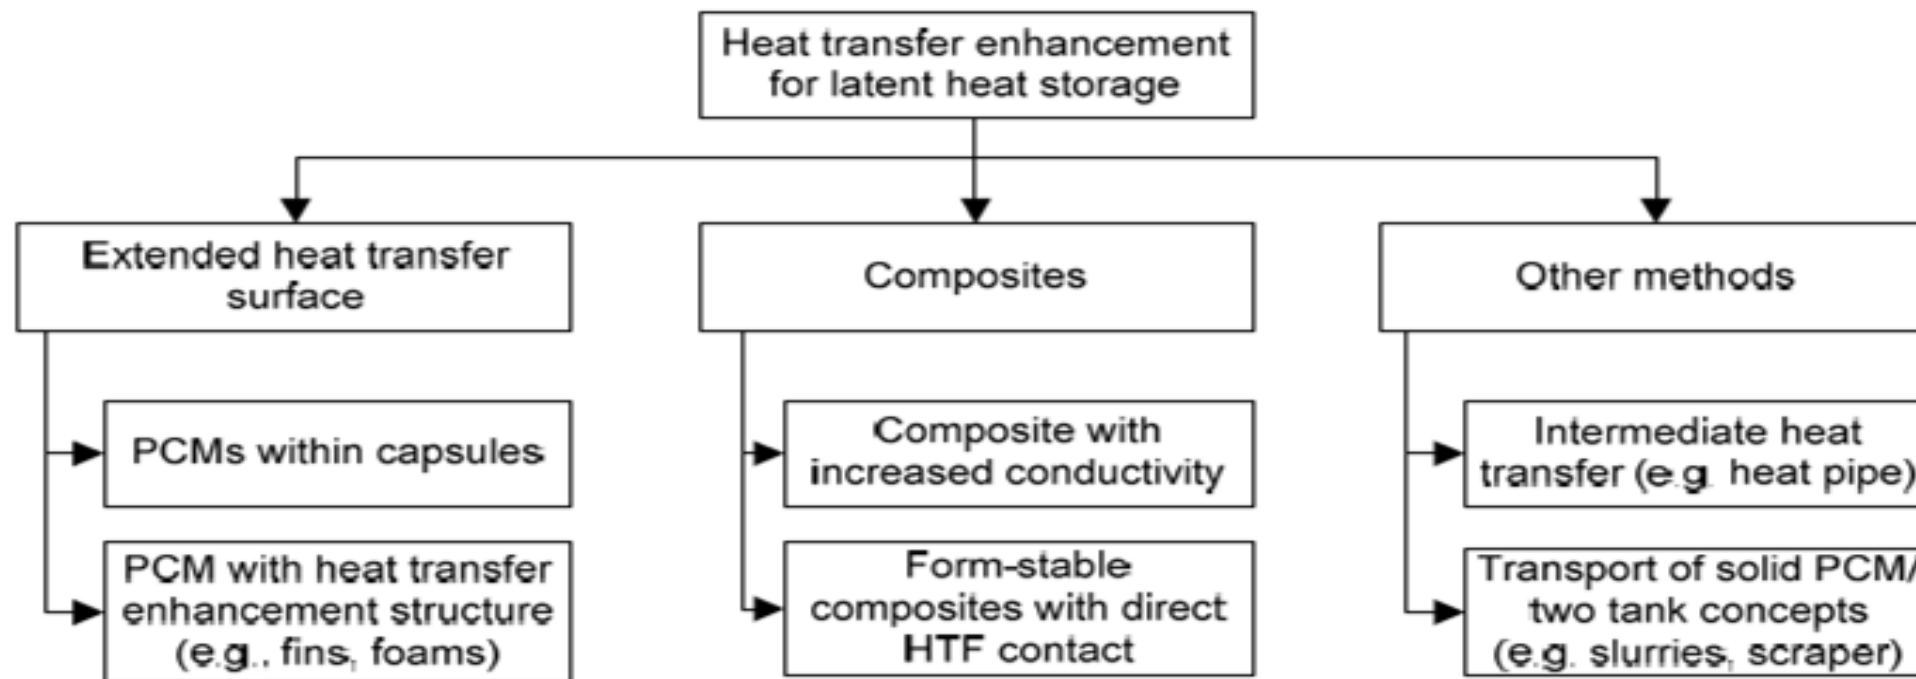 Heat transfer enhancement
for latent heat storage
Extended heat transfer
surface
Composites
Other methods
PCMs within capsules
Composite with
increased conductivity
Intermediate heat
transfer (e.g. heat pipe)
PCM with heat transfer
enhancement structure
(e.g., fins, foams)
Form-stable
composites with direct
HTF contact
Transport of solid PCM/
two tank concepts
(e.g. slurries, scraper)